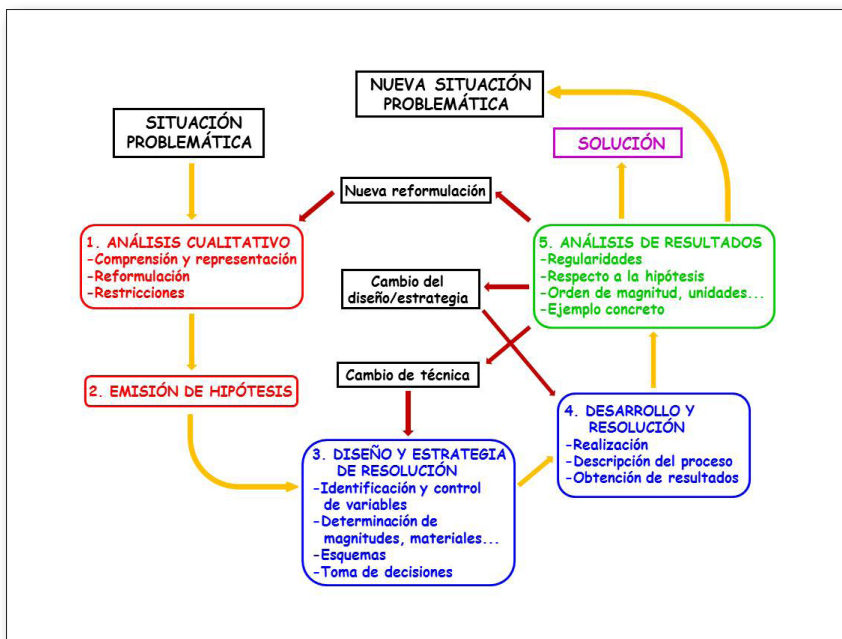 NUEVA SITUACIÓN
PROBLEMÁTICA
SITUACIÓN
PROBLEMÁTICA
SOLUCIÓN
Nueva reformulación
1. ANÁLISIS CUALITATIVO
-Comprensión y representación
-Reformulación
-Restricciones
5. ANÁLISIS DE RESULTADOS
-Regularidades
-Respecto a la hipótesis
-Orden de magnitud, unidades...
-Ejemplo concreto
Cambio del
diseño/estrategia
Cambio de técnica
2. EMISIÓN DE HIPÓTESIS
4. DESARROLLO Y
RESOLUCIÓN
-Realización
-Descripción del proceso
-Obtención de resultados
3. DISEÑO Y ESTRATEGIA
DE RESOLUCIÓN
-Identificación y control
de variables
-Determinación de
magnitudes, materiales...
-Esquemas
-Toma de decisiones